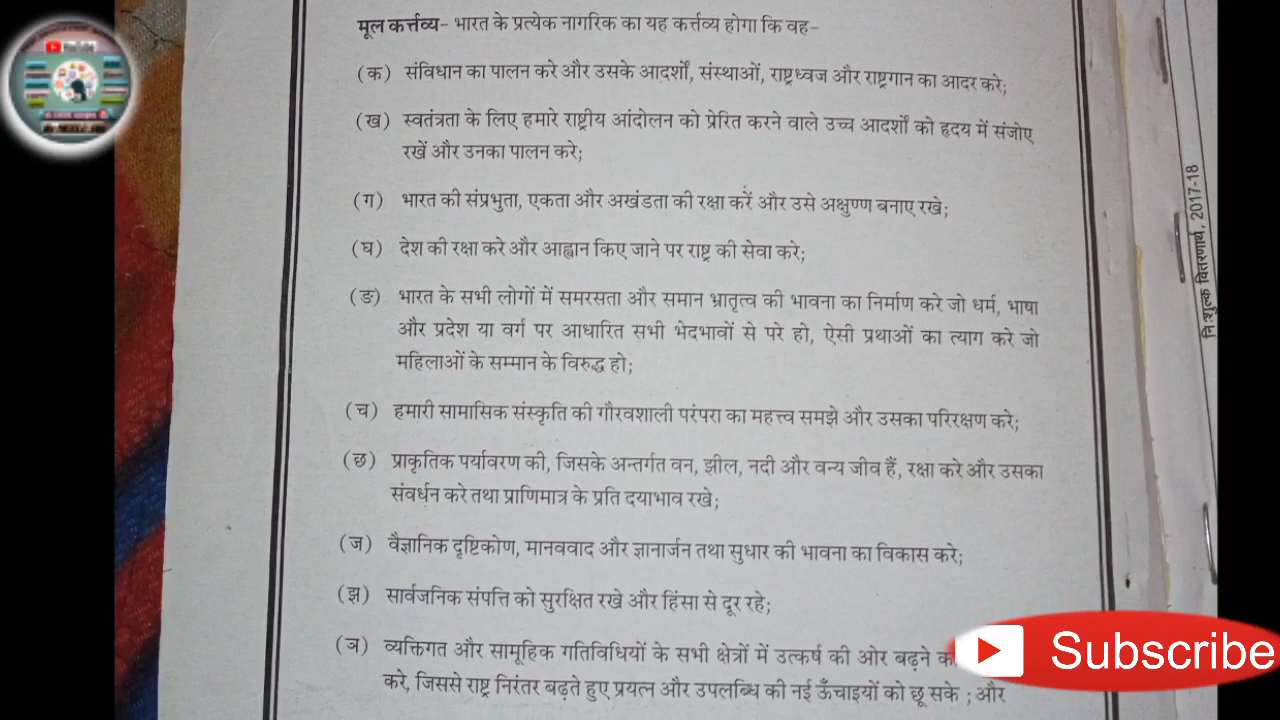 मूल कर्त्तव्य- भारत के प्रत्येक नागरिक का यह कर्त्तव्य होगा कि वह-
(क) संविधान का पालन करे और उसके आदर्शों, संस्थाओं, राष्ट्रध्वज और राष्ट्रगान का आदर करे;
(ख) स्वतंत्रता के लिए हमारे राष्ट्रीय आंदोलन को प्रेरित करने वाले उच्च आदर्शों को हृदय में संजोए
रखें और उनका पालन करे;
(ग) भारत की संप्रभुता, एकता और अखंडता की रक्षा करें और उसे अक्षुण्ण बनाए रखे;
(घ) देश की रक्षा करे और आह्वान किए जाने पर राष्ट्र की सेवा करे;
(ङ) भारत के सभी लोगों में समरसता और समान भ्रातृत्व की भावना का निर्माण करे जो धर्म, भाषा
और प्रदेश या वर्ग पर आधारित सभी भेदभावों से परे हो, ऐसी प्रथाओं का त्याग करे जो
महिलाओं के सम्मान के विरुद्ध हो;
(च) हमारी सामासिक संस्कृति की गौरवशाली परंपरा का महत्त्व समझे और उसका परिरक्षण करे;
(छ) प्राकृतिक पर्यावरण की, जिसके अन्तर्गत वन, झील, नदी और वन्य जीव हैं, रक्षा करे और उसका
संवर्धन करे तथा प्राणिमात्र के प्रति दयाभाव रखे;
(ज) वैज्ञानिक दृष्टिकोण, मानववाद और ज्ञानार्जन तथा सुधार की भावना का विकास करे;
(झ) सार्वजनिक संपत्ति को सुरक्षित रखे और हिंसा से दूर रहे;
(ञ) व्यक्तिगत और सामूहिक गतिविधियों के सभी क्षेत्रों में उत्कर्ष की ओर बढ़ने
करे, जिससे राष्ट्र निरंतर बढ़ते हुए प्रयत्न और उपलब्धि की नई ऊँचाइयों को छू सके ; और
निःशुल्क वितरणार्थ, 2017-18
Subscribe